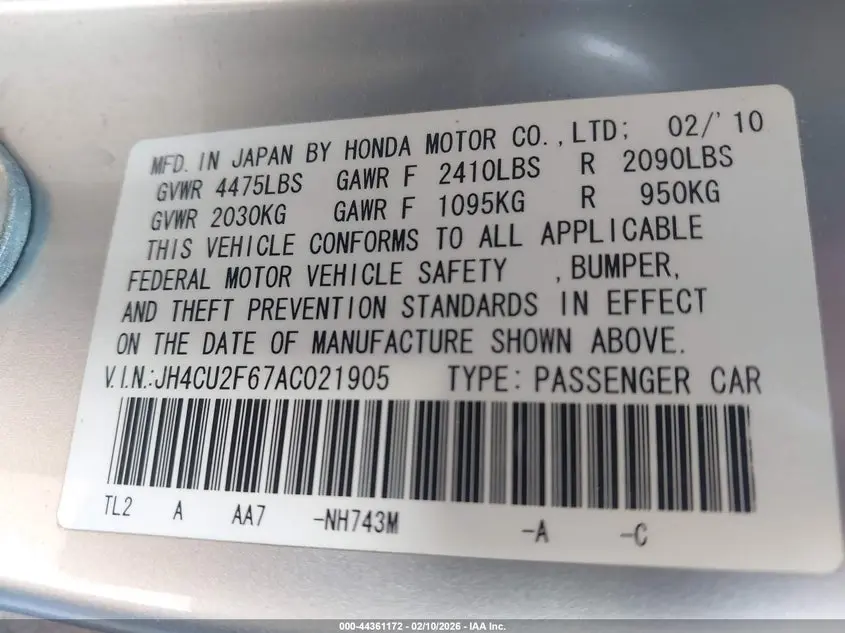 MFD. IN JAPAN BY HONDA MOTOR CO.,LTD; 02/'10
GVWR 4475LBS GAWR F 2410LBS R 2090LBS
GVWR 2030KG GAWR F 1095KG R 950KG
THIS VEHICLE CONFORMS TO ALL APPLICABLE
FEDERAL MOTOR VEHICLE SAFETY , BUMPER,
AND THEFT PREVENTION STANDARDS IN EFFECT
ON THE DATE OF MANUFACTURE SHOWN ABOVE.
V.I.N.:JH4CU2F67AC021905 TYPE: PASSENGER CAR
TL2 A AA7 -NH743M -A -C
000-44361172 - 02/10/2026 - IAA Inc.